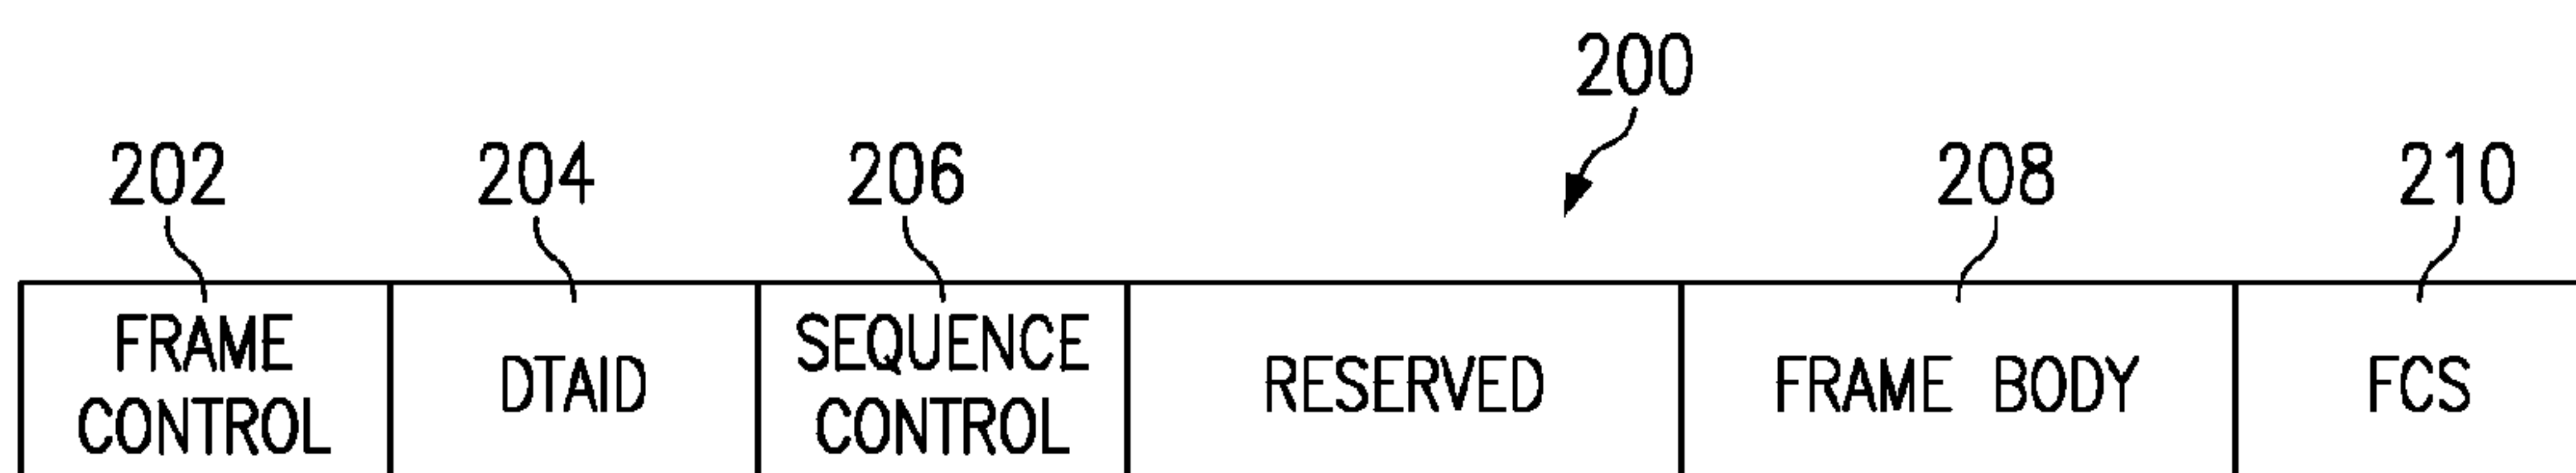 200
202 204 206 208 210
FRAME CONTROL DTAID SEQUENCE CONTROL RESERVED FRAME BODY FCS